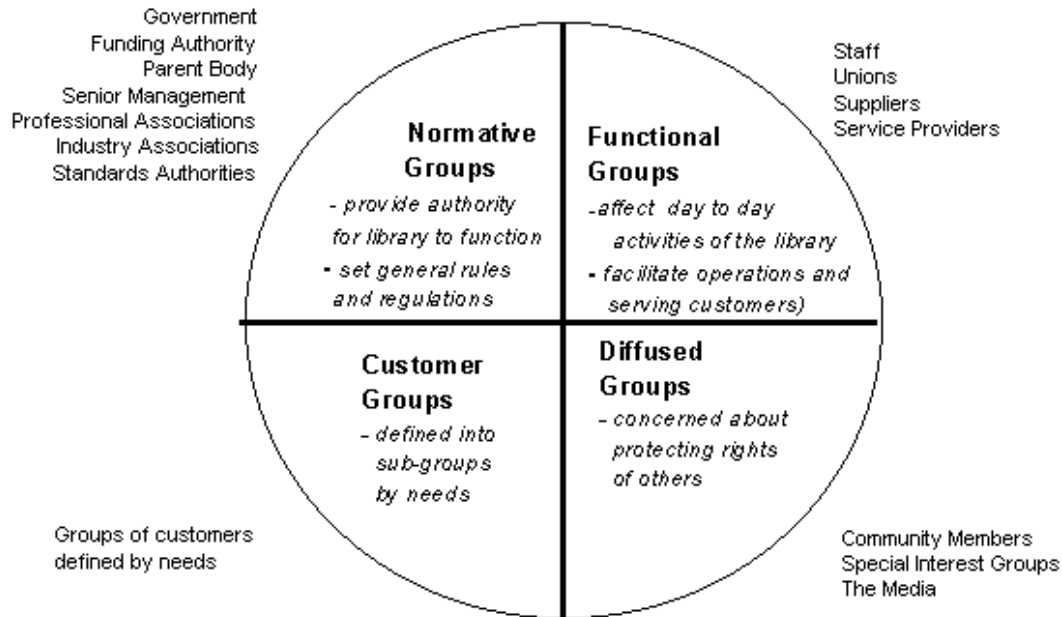 Government
Funding Authority
Parent Body
Senior Management
Professional Associations
Industry Associations
Standards Authorities
Staff
Unions
Suppliers
Service Providers
Normative
Groups
- provide authority
for library to function
- set general rules
and regulations
Functional
Groups
-affect day to day
activities of the library
- facilitate operations and
serving customers)
Customer
Groups
- defined into
sub-groups
by needs
Diffused
Groups
- concerned about
protecting rights
of others
Groups of customers
defined by needs
Community Members
Special Interest Groups
The Media